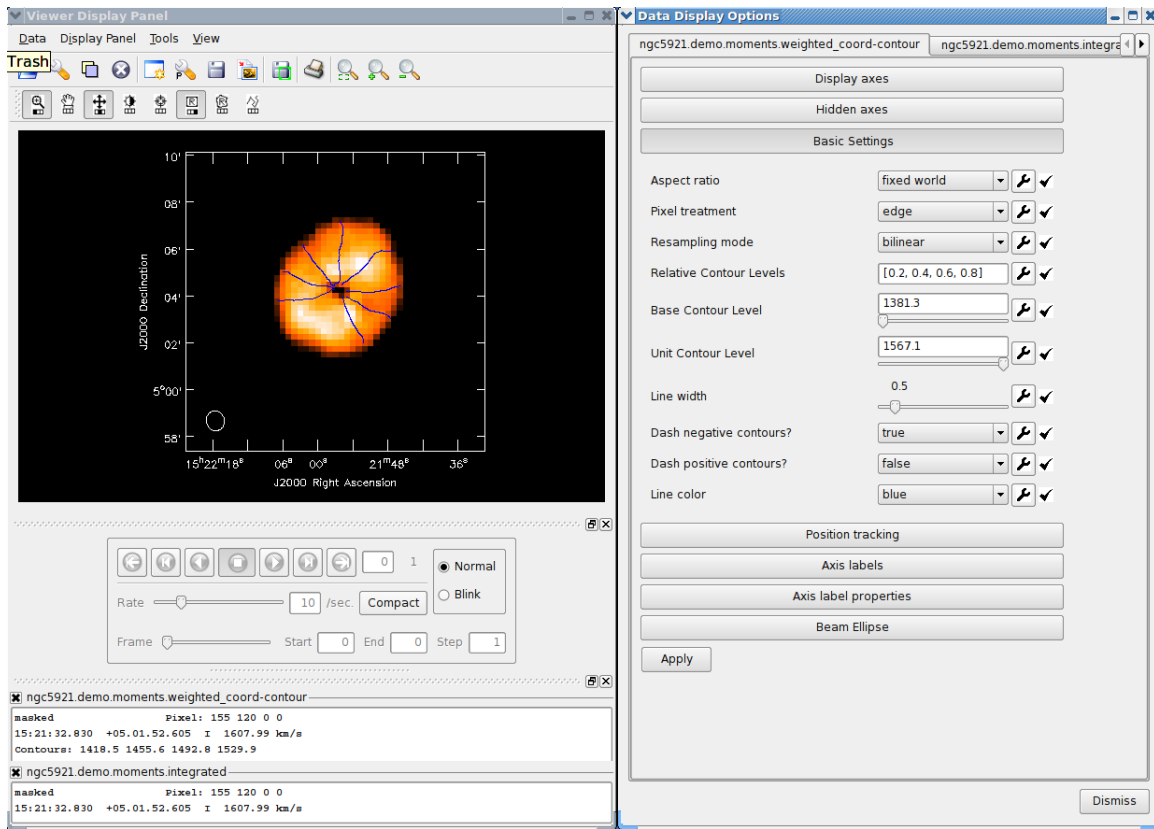 Viewer Display Panel
Data Display Panel Tools View
Trash
10'
08'
06'
04'
02'
5°00'
58'
J2000 Declination
15h22m18s 06s 00s 21m48s 36s
J2000 Right Ascension
0 1
Normal
Blink
Rate 10 /sec. Compact
Frame Start 0 End 0 Step 1
ngc5921.demo.moments.weighted_coord-contour
masked Pixel: 155 120 0 0
15:21:32.830 +05.01.52.605 I 1607.99 km/s
Contours: 1418.5 1455.6 1492.8 1529.9
ngc5921.demo.moments.integrated
masked Pixel: 155 120 0 0
15:21:32.830 +05.01.52.605 I 1607.99 km/s
Data Display Options
ngc5921.demo.moments.weighted_coord-contour ngc5921.demo.moments.integra
Display axes
Hidden axes
Basic Settings
Aspect ratio fixed world
Pixel treatment edge
Resampling mode bilinear
Relative Contour Levels [0.2, 0.4, 0.6, 0.8]
Base Contour Level 1381.3
Unit Contour Level 1567.1
Line width 0.5
Dash negative contours? true
Dash positive contours? false
Line color blue
Position tracking
Axis labels
Axis label properties
Beam Ellipse
Apply
Dismiss